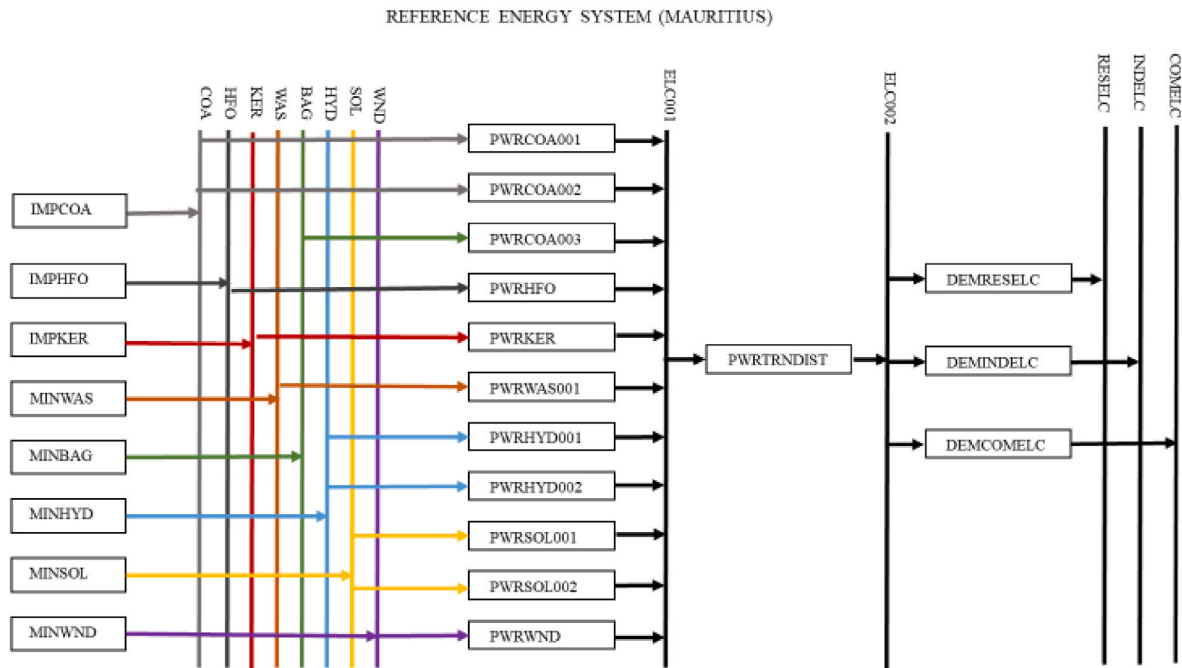 REFERENCE ENERGY SYSTEM (MAURITIUS)
COA
HFO
KER
WAS
BAG
HYD
SOL
WND
ELC001
ELC002
RESELC
INDELC
COMELC
IMPCOA
IMPHFO
IMPKER
MINWAS
MINBAG
MINHYD
MINSOL
MINWND
PWRCOA001
PWRCOA002
PWRCOA003
PWRHFO
PWRKER
PWRWAS001
PWRHYD001
PWRHYD002
PWRSOL001
PWRSOL002
PWRWND
PWRTRNDIST
DEMRESELC
DEMINDELC
DEMCOMELC